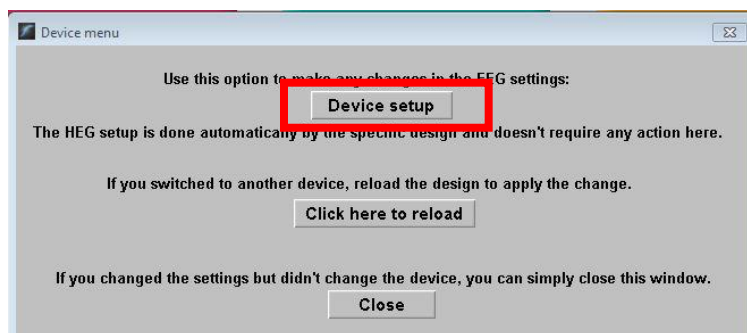 Device menu
Use this option to make any changes in the EEG settings:
Device setup
The HEG setup is done automatically by the specific design and doesn't require any action here.
If you switched to another device, reload the design to apply the change.
Click here to reload
If you changed the settings but didn't change the device, you can simply close this window.
Close